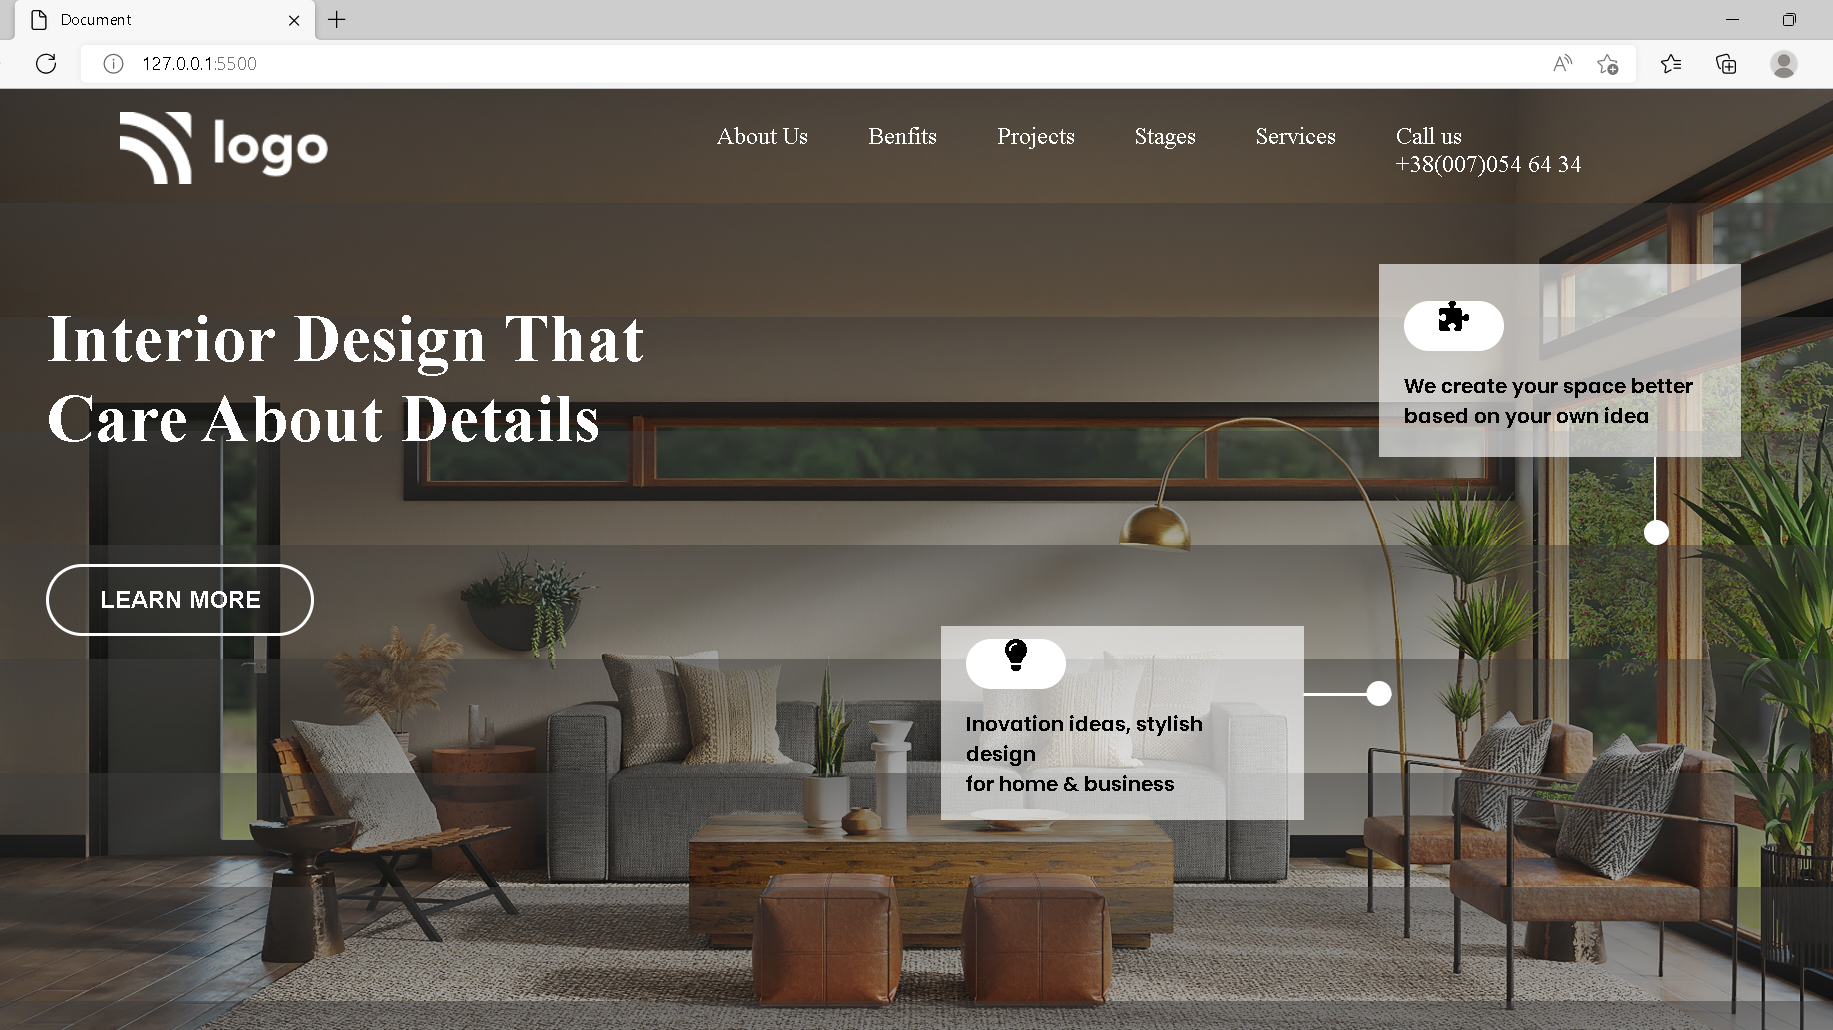 Document
127.0.0.1:5500
logo
About Us
Benfits
Projects
Stages
Services
Call us
+38(007)054 64 34
Interior Design That
Care About Details
LEARN MORE
We create your space better
based on your own idea
Inovation ideas, stylish
design
for home & business